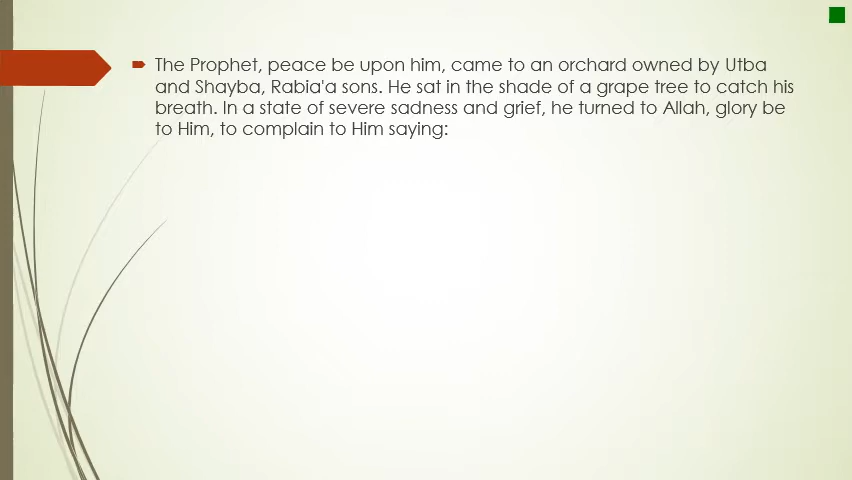 The Prophet, peace be upon him, came to an orchard owned by Utba
and Shayba, Rabia'a sons. He sat in the shade of a grape tree to catch his
breath. In a state of severe sadness and grief, he turned to Allah, glory be
to Him, to complain to Him saying: